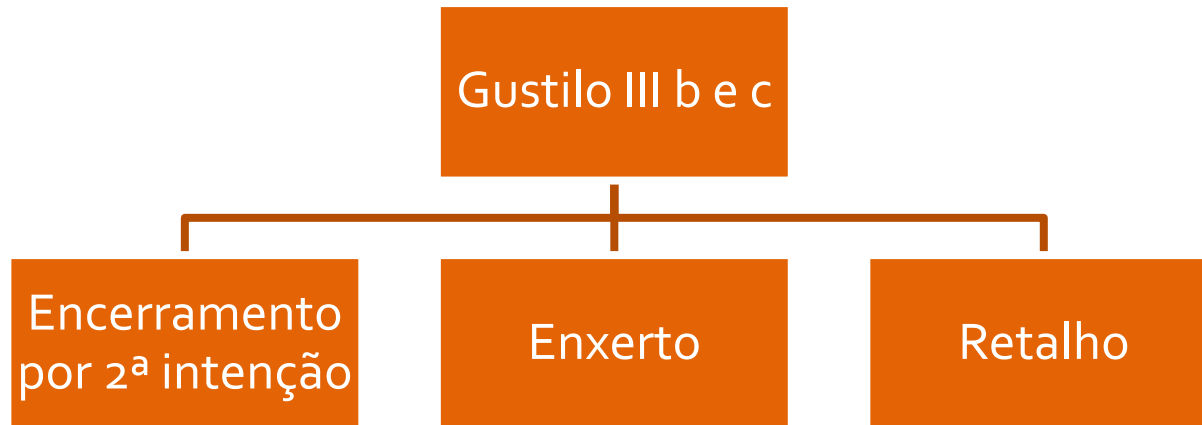 Gustilo III b e c
Encerramento
por 2ª intenção
Enxerto
Retalho